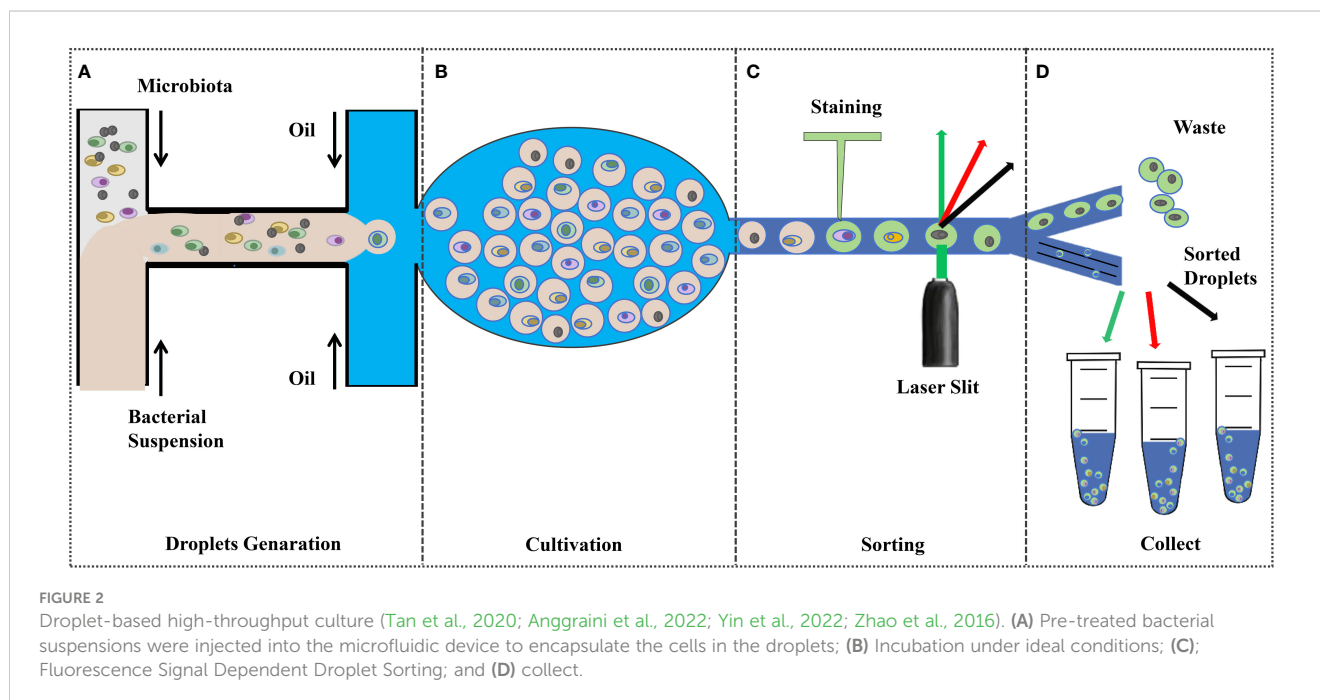 A
B
C
D
Microbiota
Oil
Staining
Waste
Sorted
Droplets
Oil
Laser Slit
Bacterial
Suspension
Droplets Genaration
Cultivation
Sorting
Collect
FIGURE 2
Droplet-based high-throughput culture (Tan et al., 2020; Anggraini et al., 2022; Yin et al., 2022; Zhao et al., 2016). (A) Pre-treated bacterial
suspensions were injected into the microfluidic device to encapsulate the cells in the droplets; (B) Incubation under ideal conditions; (C);
Fluorescence Signal Dependent Droplet Sorting; and (D) collect.